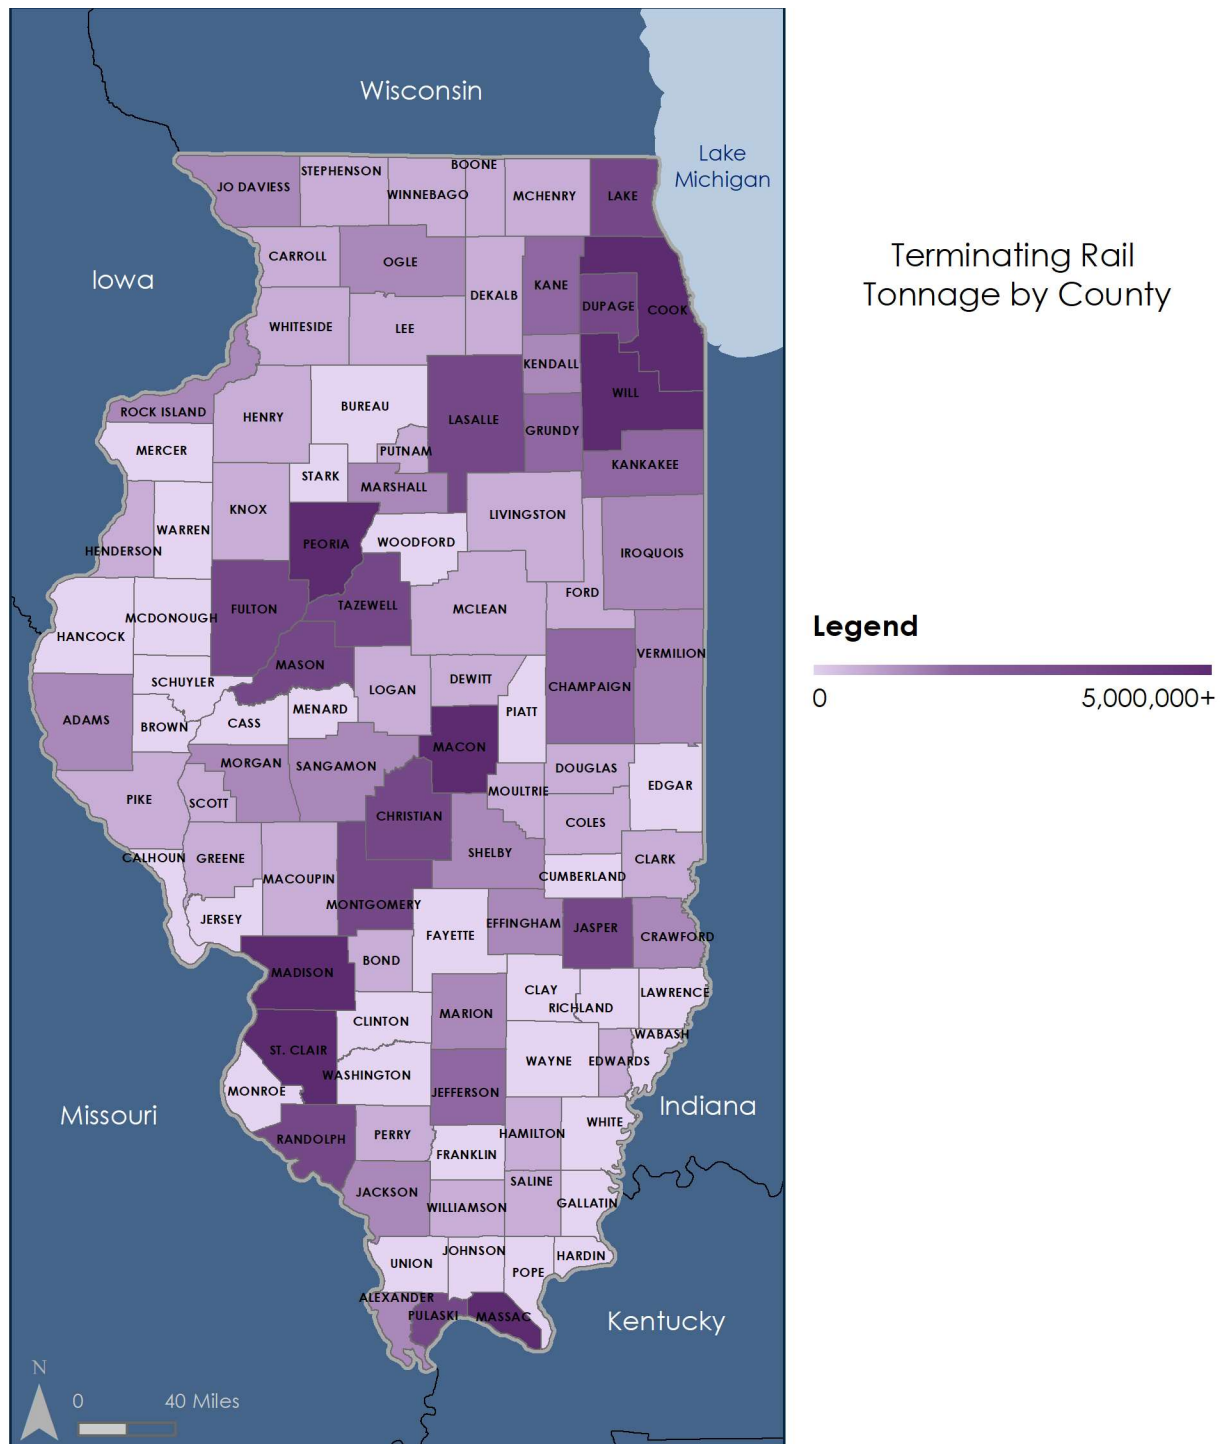 Wisconsin
Lake
Michigan
Iowa
Missouri
Indiana
Kentucky
Terminating Rail
Tonnage by County
Legend
0
5,000,000+
JO DAVIESS
STEPHENSON
WINNEBAGO
BOONE
MCHENRY
LAKE
CARROLL
OGLE
DEKALB
KANE
DUPAGE
COOK
WHITESIDE
LEE
KENDALL
WILL
ROCK ISLAND
HENRY
BUREAU
LASALLE
GRUNDY
MERCER
PUTNAM
KANKAKEE
STARK
MARSHALL
KNOX
LIVINGSTON
WARREN
HENDERSON
PEORIA
WOODFORD
IROQUOIS
FORD
FULTON
TAZEWELL
MCLEAN
HANCOCK
MCDONOUGH
MASON
VERMILION
SCHUYLER
LOGAN
DEWITT
CHAMPAIGN
ADAMS
BROWN
CASS
MENARD
PIATT
MACON
MORGAN
SANGAMON
DOUGLAS
EDGAR
PIKE
SCOTT
MOULTRIE
CHRISTIAN
COLES
CALHOUN
GREENE
SHELBY
CLARK
MACOUPIN
CUMBERLAND
MONTGOMERY
JERSEY
FAYETTE
EFFINGHAM
JASPER
CRAWFORD
MADISON
BOND
CLAY
RICHLAND
LAWRENCE
CLINTON
MARION
WABASH
ST. CLAIR
WASHINGTON
WAYNE
EDWARDS
MONROE
JEFFERSON
RANDOLPH
PERRY
HAMILTON
WHITE
FRANKLIN
JACKSON
WILLIAMSON
SALINE
GALLATIN
UNION
JOHNSON
POPE
HARDIN
ALEXANDER
PULASKI
MASSAC
N
0
40 Miles